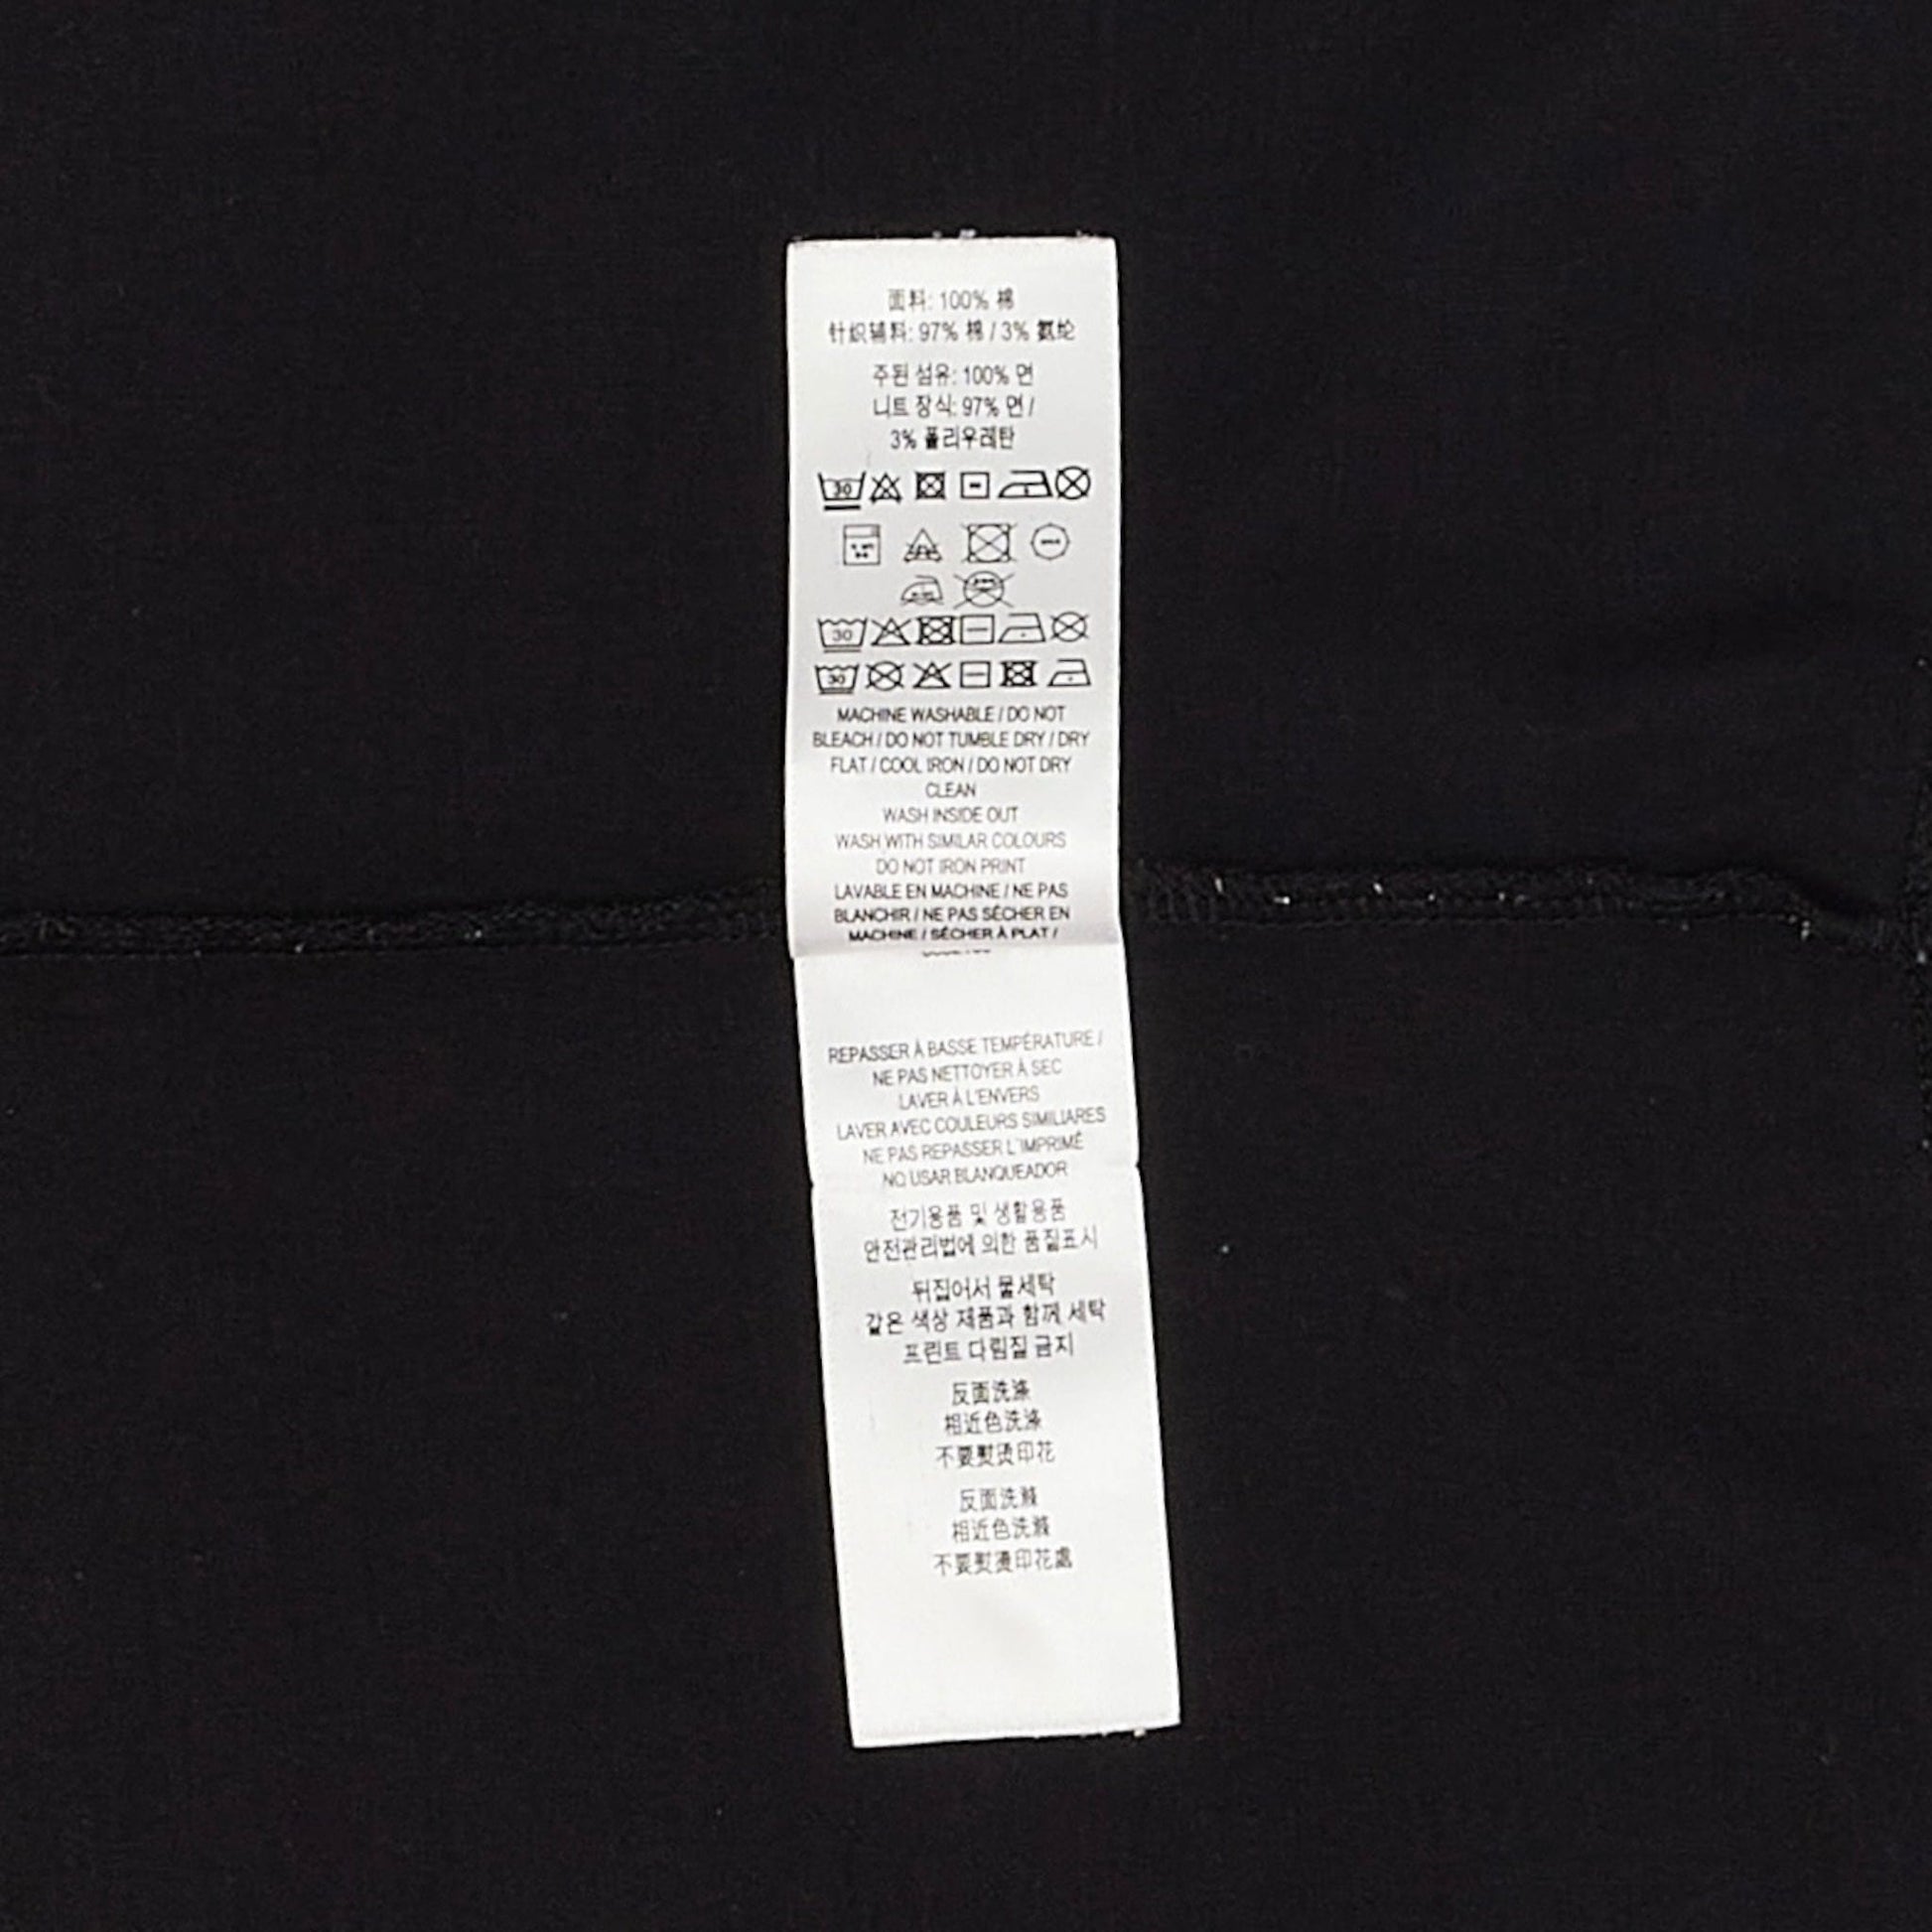 面料: 100% 棉
针织辅料: 97% 棉 / 3% 氨纶
주된 섬유: 100% 면
니트 장식: 97% 면 /
3% 폴리우레탄
30
30
30
MACHINE WASHABLE / DO NOT
BLEACH / DO NOT TUMBLE DRY / DRY
FLAT / COOL IRON / DO NOT DRY
CLEAN
WASH INSIDE OUT
WASH WITH SIMILAR COLOURS
DO NOT IRON PRINT
LAVABLE EN MACHINE / NE PAS
BLANCHIR / NE PAS SÉCHER EN
MACHINE / SÉCHER À PLAT /
REPASSER À BASSE TEMPÉRATURE /
NE PAS NETTOYER À SEC
LAVER À L'ENVERS
LAVER AVEC COULEURS SIMILIARES
NE PAS REPASSER L'IMPRIMÉ
NO USAR BLANQUEADOR
전기용품 및 생활용품
안전관리법에 의한 품질표시
뒤집어서 물세탁
같은 색상 제품과 함께 세탁
프린트 다림질 금지
反面洗涤
相近色洗涤
不要熨烫印花
反面洗滌
相近色洗滌
不要熨燙印花處